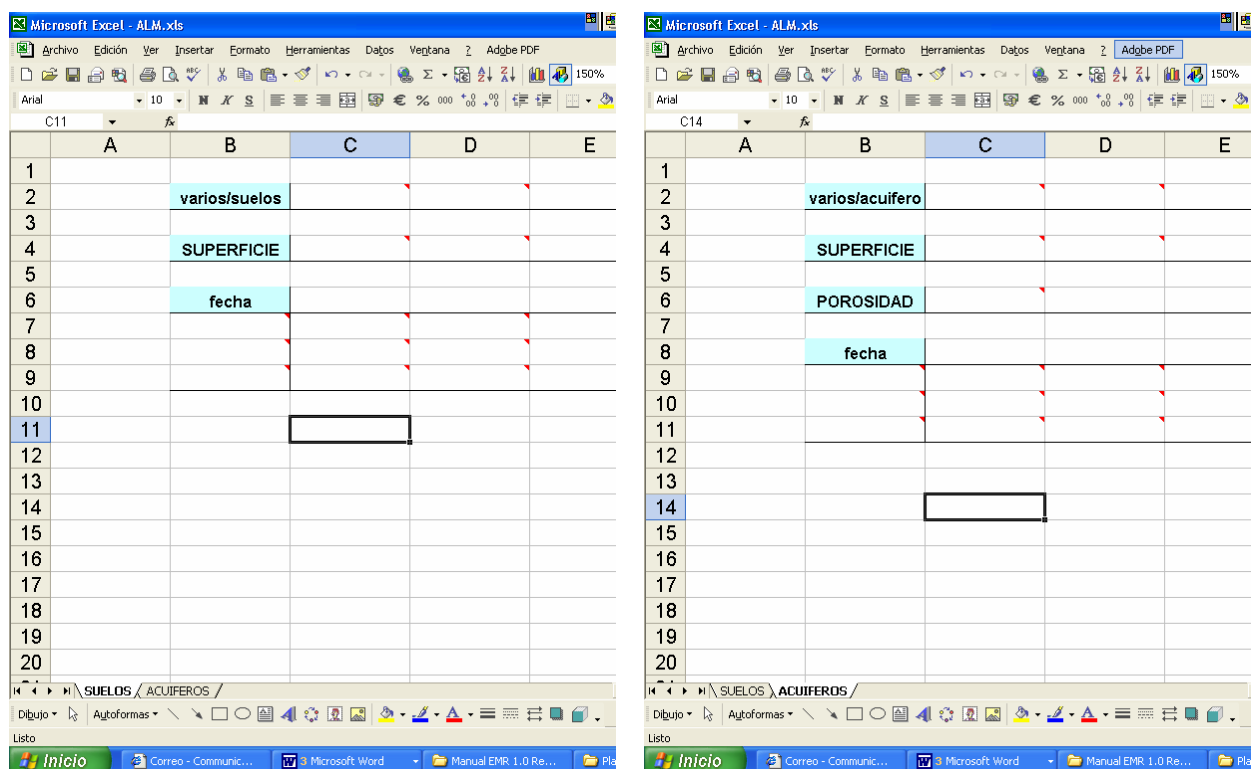 Microsoft Excel - ALM.xls
Archivo Edición Ver Insertar Formato Herramientas Datos Ventana ? Adobe PDF
150%
Arial 10 N K S € % 000
C11 fx
A B C D E
1
2 varios/suelos
3
4 SUPERFICIE
5
6 fecha
7
8
9
10
11
12
13
14
15
16
17
18
19
20
SUELOS ACUIFEROS
Dibujo Autoformas
Listo
Inicio Correo - Communic... 3 Microsoft Word Manual EMR 1.0 Re... Pla
Microsoft Excel - ALM.xls
Archivo Edición Ver Insertar Formato Herramientas Datos Ventana ? Adobe PDF
150%
Arial 10 N K S € % 000
C14 fx
A B C D E
1
2 varios/acuifero
3
4 SUPERFICIE
5
6 POROSIDAD
7
8 fecha
9
10
11
12
13
14
15
16
17
18
19
20
SUELOS ACUIFEROS
Dibujo Autoformas
Listo
Inicio Correo - Communic... 3 Microsoft Word Manual EMR 1.0 Re... Pla